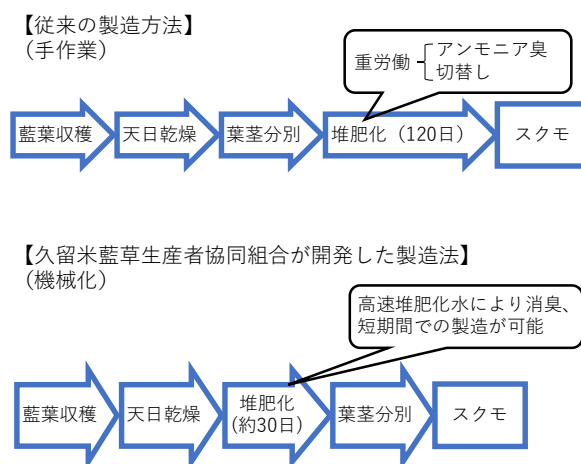 【従来の製造方法】
（手作業）
重労働
アンモニア臭
切替し
藍葉収穫
天日乾燥
葉茎分別
堆肥化（120日）
スクモ
【久留米藍草生産者協同組合が開発した製造法】
（機械化）
高速堆肥化水により消臭、
短期間での製造が可能
藍葉収穫
天日乾燥
堆肥化
(約30日)
葉茎分別
スクモ